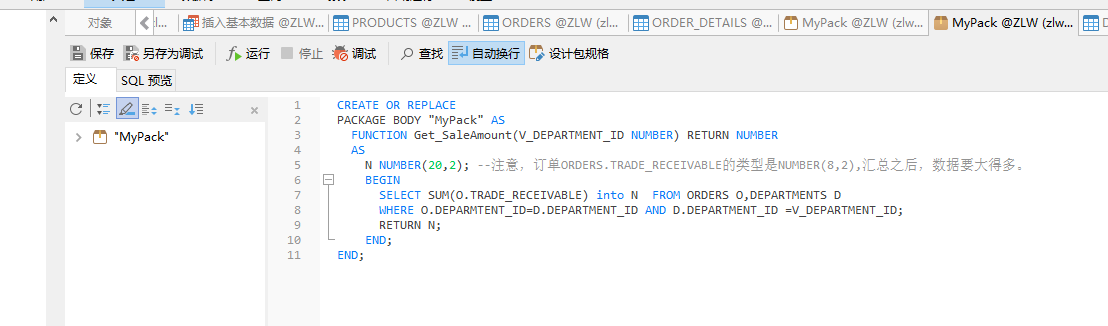 对象
插入基本数据 @ZLW...
PRODUCTS @ZLW (...
ORDERS @ZLW (zlw...
ORDER_DETAILS @...
MyPack @ZLW (zlw...
MyPack @ZLW (zlw...
保存 另存为调试 运行 停止 调试 查找 自动换行 设计包规格
定义 SQL 预览
"MyPack"
1 CREATE OR REPLACE
2 PACKAGE BODY "MyPack" AS
3 FUNCTION Get_SaleAmount(V_DEPARTMENT_ID NUMBER) RETURN NUMBER
4 AS
5 N NUMBER(20,2); --注意，订单ORDERS.TRADE_RECEIVABLE的类型是NUMBER(8,2),汇总之后，数据要大得多。
6 BEGIN
7 SELECT SUM(O.TRADE_RECEIVABLE) into N FROM ORDERS O,DEPARTMENTS D
8 WHERE O.DEPARMTENT_ID=D.DEPARTMENT_ID AND D.DEPARTMENT_ID =V_DEPARTMENT_ID;
9 RETURN N;
10 END;
11 END;